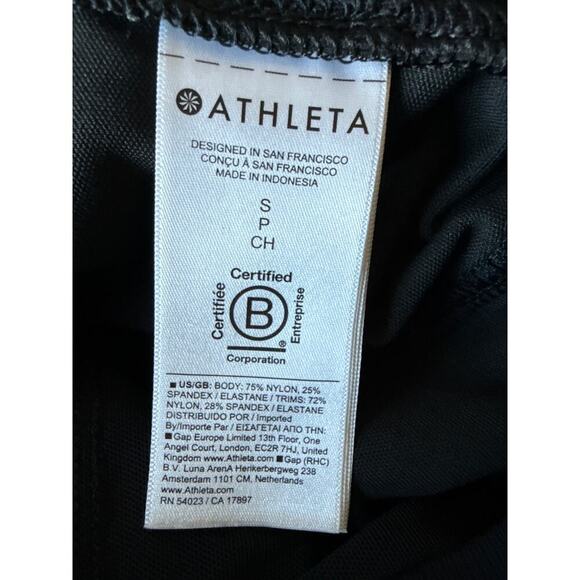 ATHLETA
DESIGNED IN SAN FRANCISCO
CONÇU À SAN FRANCISCO
MADE IN INDONESIA
S
P
CH
Certified
Certifiée
B
Entreprise
®
Corporation
■ US/GB: BODY: 75% NYLON, 25%
SPANDEX / ELASTANE / TRIMS: 72%
NYLON, 28% SPANDEX / ELASTANE
DISTRIBUIDO POR / Imported
By/Importe Par / ΕΙΣΑΓΕΤΑΙ ΑΠΟ ΤΗΝ:
■ Gap Europe Limited 13th Floor, One
Angel Court, London, EC2R 7HJ, United
Kingdom www.Athleta.com ■ Gap (RHC)
B.V. Luna ArenA Herikerbergweg 238
Amsterdam 1101 CM, Netherlands
www.Athleta.com
RN 54023 / CA 17897